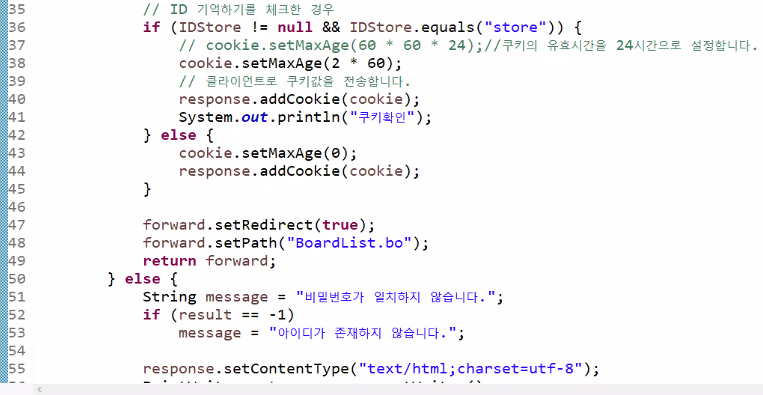 35 // ID 기억하기를 체크한 경우
36 if (IDStore != null && IDStore.equals("store")) {
37 // cookie.setMaxAge(60 * 60 * 24);//쿠키의 유효시간을 24시간으로 설정합니다.
38 cookie.setMaxAge(2 * 60);
39 // 클라이언트로 쿠키값을 전송합니다.
40 response.addCookie(cookie);
41 System.out.println("쿠키확인");
42 } else {
43 cookie.setMaxAge(0);
44 response.addCookie(cookie);
45 }
46
47 forward.setRedirect(true);
48 forward.setPath("BoardList.bo");
49 return forward;
50 } else {
51 String message = "비밀번호가 일치하지 않습니다.";
52 if (result == -1)
53 message = "아이디가 존재하지 않습니다.";
54
55 response.setContentType("text/html;charset=utf-8");